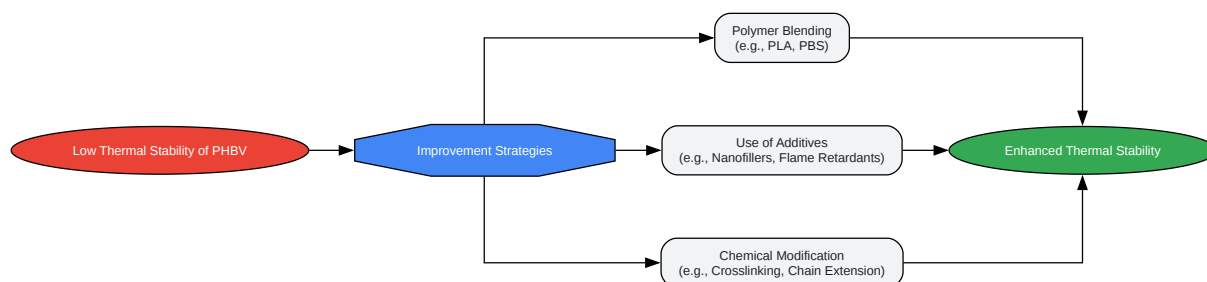 Low Thermal Stability of PHBV
Improvement Strategies
Polymer Blending
(e.g., PLA, PBS)
Use of Additives
(e.g., Nanofillers, Flame Retardants)
Chemical Modification
(e.g., Crosslinking, Chain Extension)
Enhanced Thermal Stability